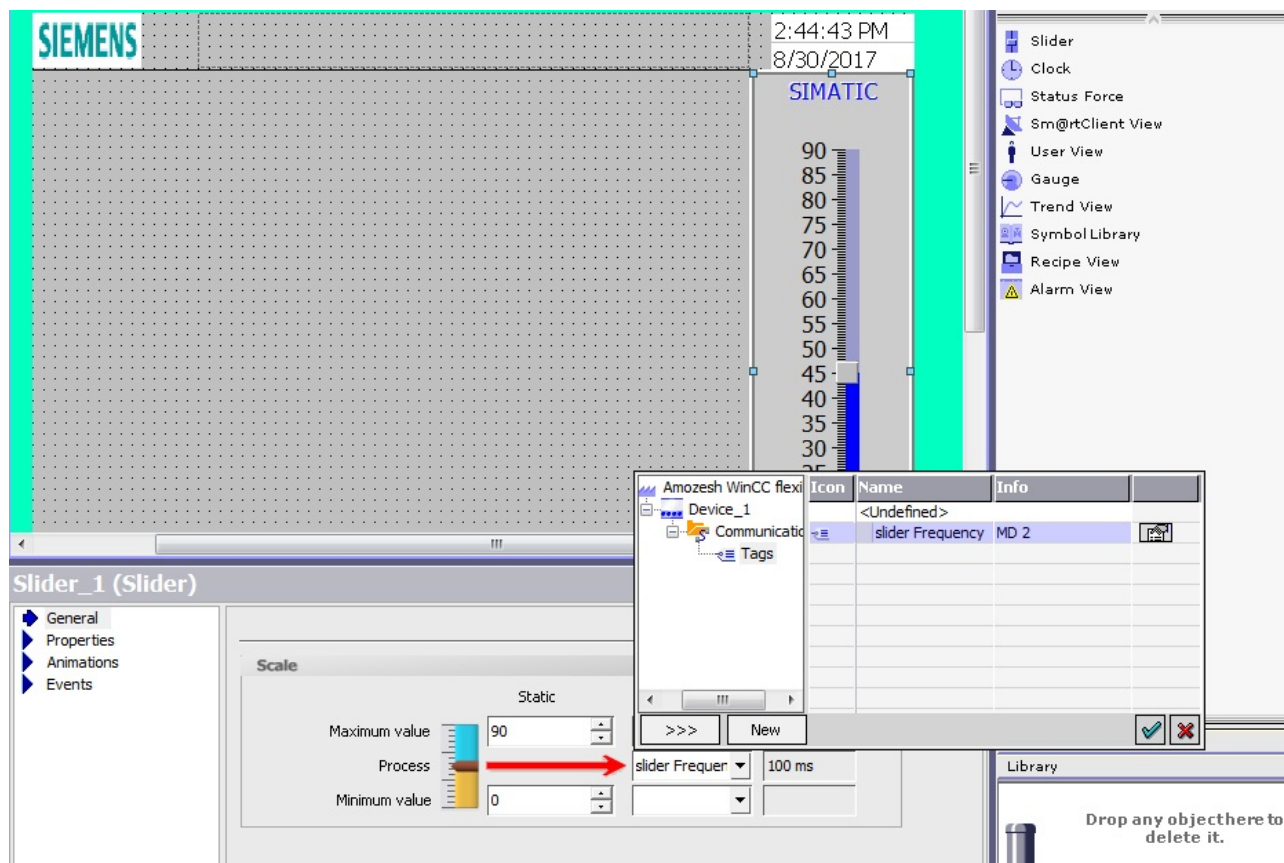 SIEMENS
2:44:43 PM
8/30/2017
SIMATIC
90
85
80
75
70
65
60
55
50
45
40
35
30
Slider
Clock
Status Force
Sm@rtClient View
User View
Gauge
Trend View
Symbol Library
Recipe View
Alarm View
Amozesh WinCC flexi
Device_1
Communicatio
Tags
Icon Name Info
<Undefined>
slider Frequency MD 2
>>> New
Slider_1 (Slider)
General
Properties
Animations
Events
Scale
Static
Maximum value 90
Process slider Frequen 100 ms
Minimum value 0
Library
Drop any objecthere to
delete it.